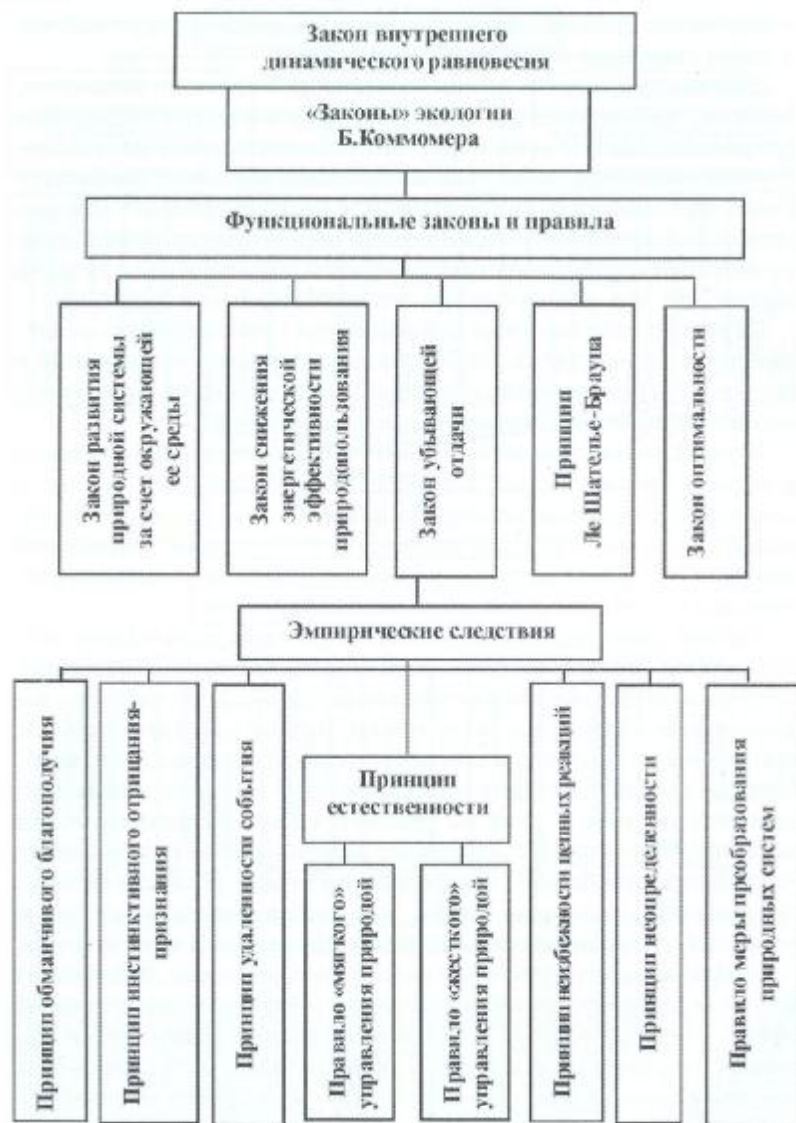 Закон внутреннего
динамического равновесия
«Законы» экологии
Б.Коммомера
Функциональные законы и правила
Закон развития
природной системы
за счет окружающей
ее среды
Закон снижения
энергетической
эффективности
природопользования
Закон убывающей
отдачи
Принцип
Ле Шателье-Брауна
Закон оптимальности
Эмпирические следствия
Принцип обманчивого благополучия
Принцип инстинктивного отрицания-
признания
Принцип удаленности события
Принцип
естественности
Правило «мягкого»
управления природой
Правило «жесткого»
управления природой
Принцип неизбежности цепных реакций
Принцип неопределенности
Правило меры преобразования
природных систем